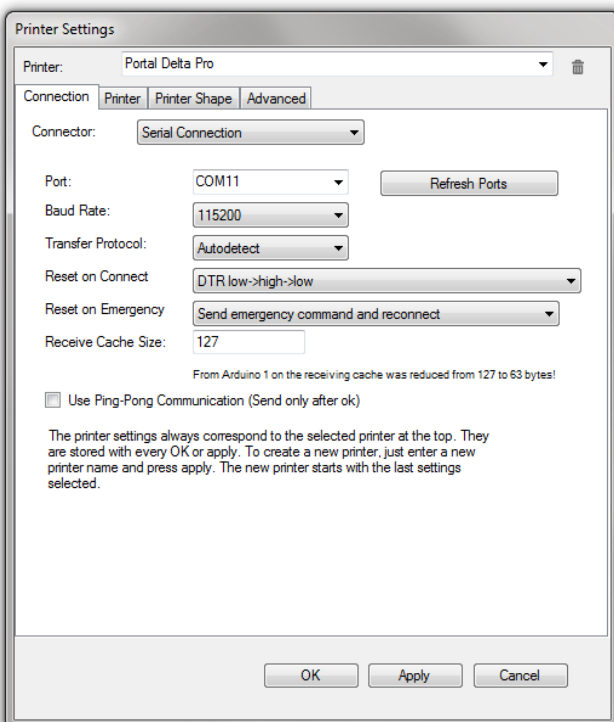 Printer Settings
Printer: Portal Delta Pro
Connection Printer Printer Shape Advanced
Connector: Serial Connection
Port: COM11 Refresh Ports
Baud Rate: 115200
Transfer Protocol: Autodetect
Reset on Connect DTR low->high->low
Reset on Emergency Send emergency command and reconnect
Receive Cache Size: 127
From Arduino 1 on the receiving cache was reduced from 127 to 63 bytes!
Use Ping-Pong Communication (Send only after ok)
The printer settings always correspond to the selected printer at the top. They
are stored with every OK or apply. To create a new printer, just enter a new
printer name and press apply. The new printer starts with the last settings
selected.
OK Apply Cancel